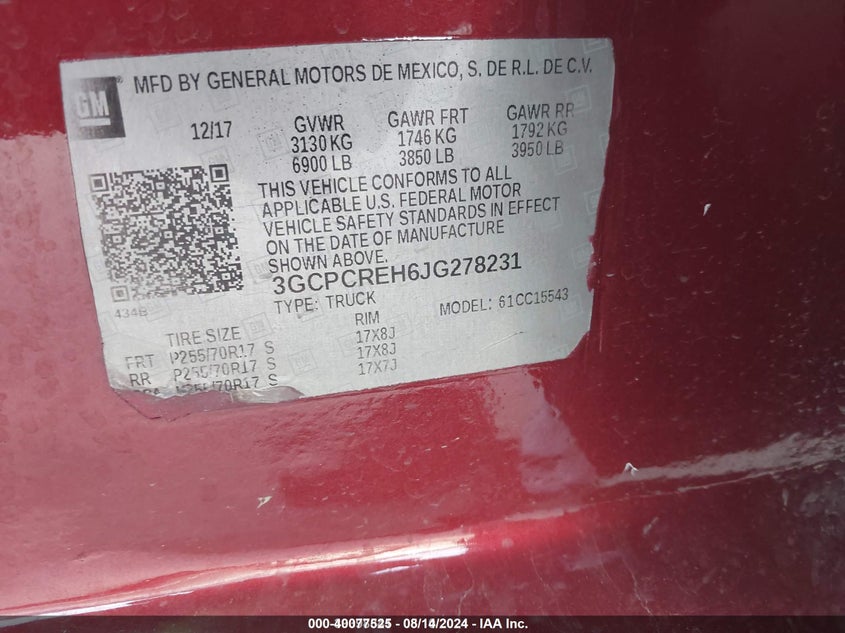 GM
MFD BY GENERAL MOTORS DE MEXICO, S. DE R.L. DE C.V.
12/17 GVWR GAWR FRT GAWR RR
3130 KG 1746 KG 1792 KG
6900 LB 3850 LB 3950 LB
THIS VEHICLE CONFORMS TO ALL
APPLICABLE U.S. FEDERAL MOTOR
VEHICLE SAFETY STANDARDS IN EFFECT
ON THE DATE OF MANUFACTURE
SHOWN ABOVE.
3GCPCREH6JG278231
TYPE: TRUCK MODEL: 61CC15543
434B
TIRE SIZE RIM
FRT P255/70R17 S 17X8J
RR P255/70R17 S 17X8J
17X7J
08/14/2024 - IAA Inc.